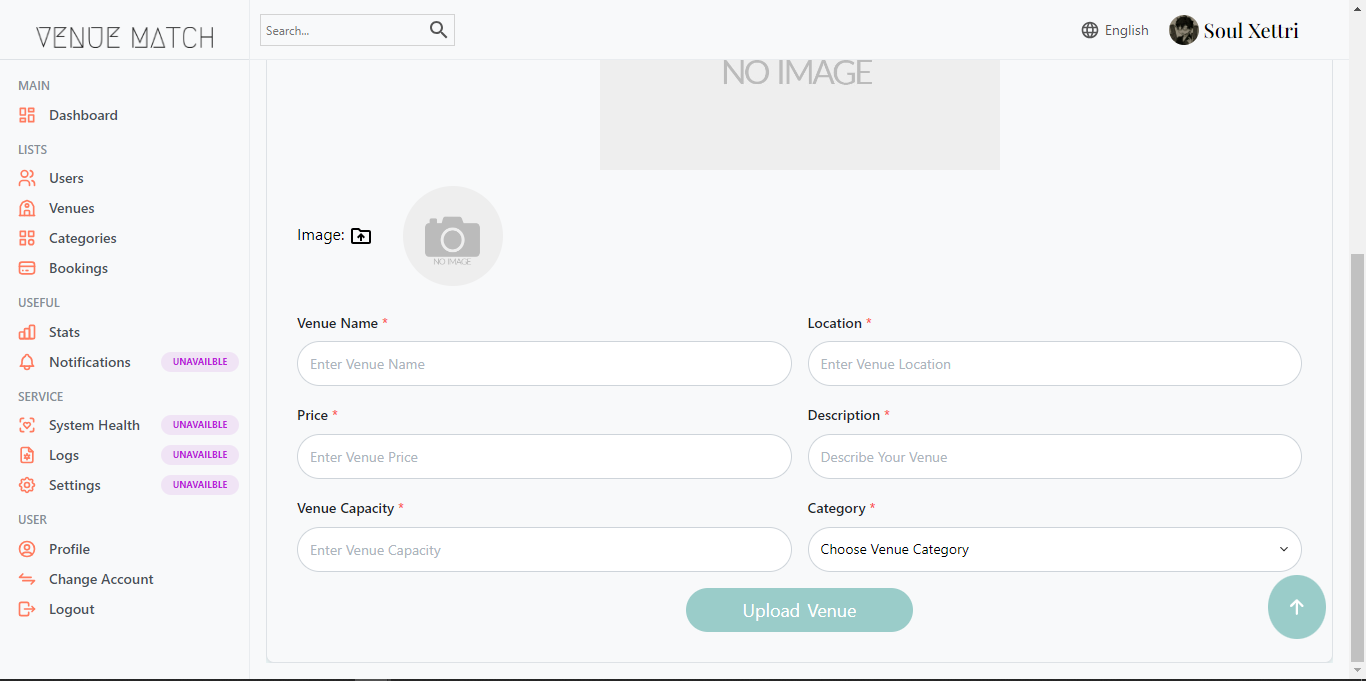 VENUE MATCH
Search...
English
Soul Xettri
MAIN
Dashboard
LISTS
Users
Venues
Categories
Bookings
USEFUL
Stats
Notifications UNAVAILBLE
SERVICE
System Health UNAVAILBLE
Logs UNAVAILBLE
Settings UNAVAILBLE
USER
Profile
Change Account
Logout
NO IMAGE
Image:
NO IMAGE
Venue Name *
Enter Venue Name
Location *
Enter Venue Location
Price *
Enter Venue Price
Description *
Describe Your Venue
Venue Capacity *
Enter Venue Capacity
Category *
Choose Venue Category
Upload Venue